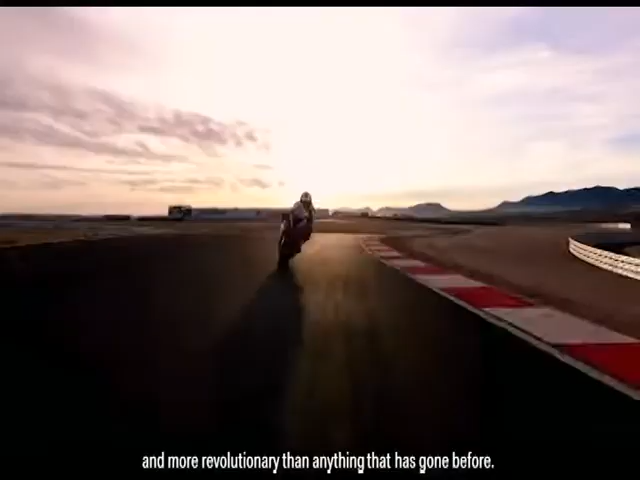 and more revolutionary than anything that has gone before.